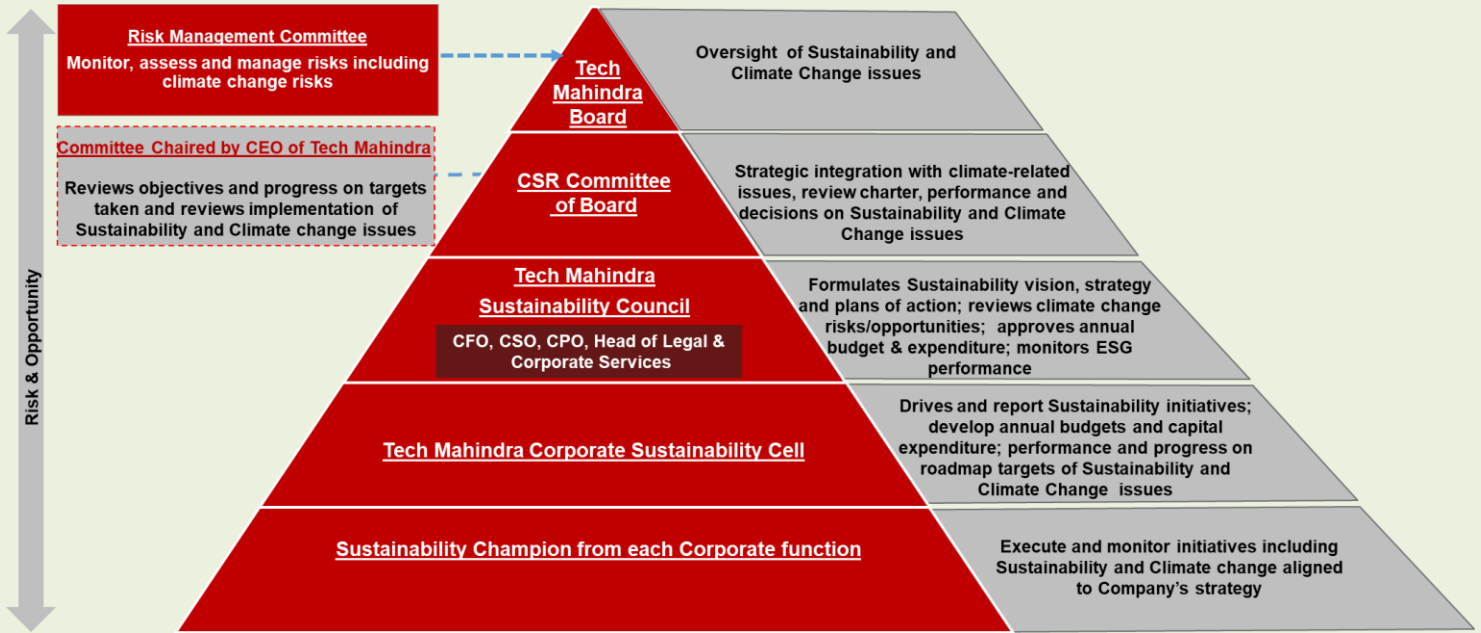 Risk & Opportunity
Risk Management Committee
Monitor, assess and manage risks including
climate change risks
Committee Chaired by CEO of Tech Mahindra
Reviews objectives and progress on targets
taken and reviews implementation of
Sustainability and Climate change issues
Tech
Mahindra
Board
Oversight of Sustainability and
Climate Change issues
CSR Committee
of Board
Strategic integration with climate-related
issues, review charter, performance and
decisions on Sustainability and Climate
Change issues
Tech Mahindra
Sustainability Council
CFO, CSO, CPO, Head of Legal &
Corporate Services
Formulates Sustainability vision, strategy
and plans of action; reviews climate change
risks/opportunities; approves annual
budget & expenditure; monitors ESG
performance
Tech Mahindra Corporate Sustainability Cell
Drives and report Sustainability initiatives;
develop annual budgets and capital
expenditure; performance and progress on
roadmap targets of Sustainability and
Climate Change issues
Sustainability Champion from each Corporate function
Execute and monitor initiatives including
Sustainability and Climate change aligned
to Company's strategy